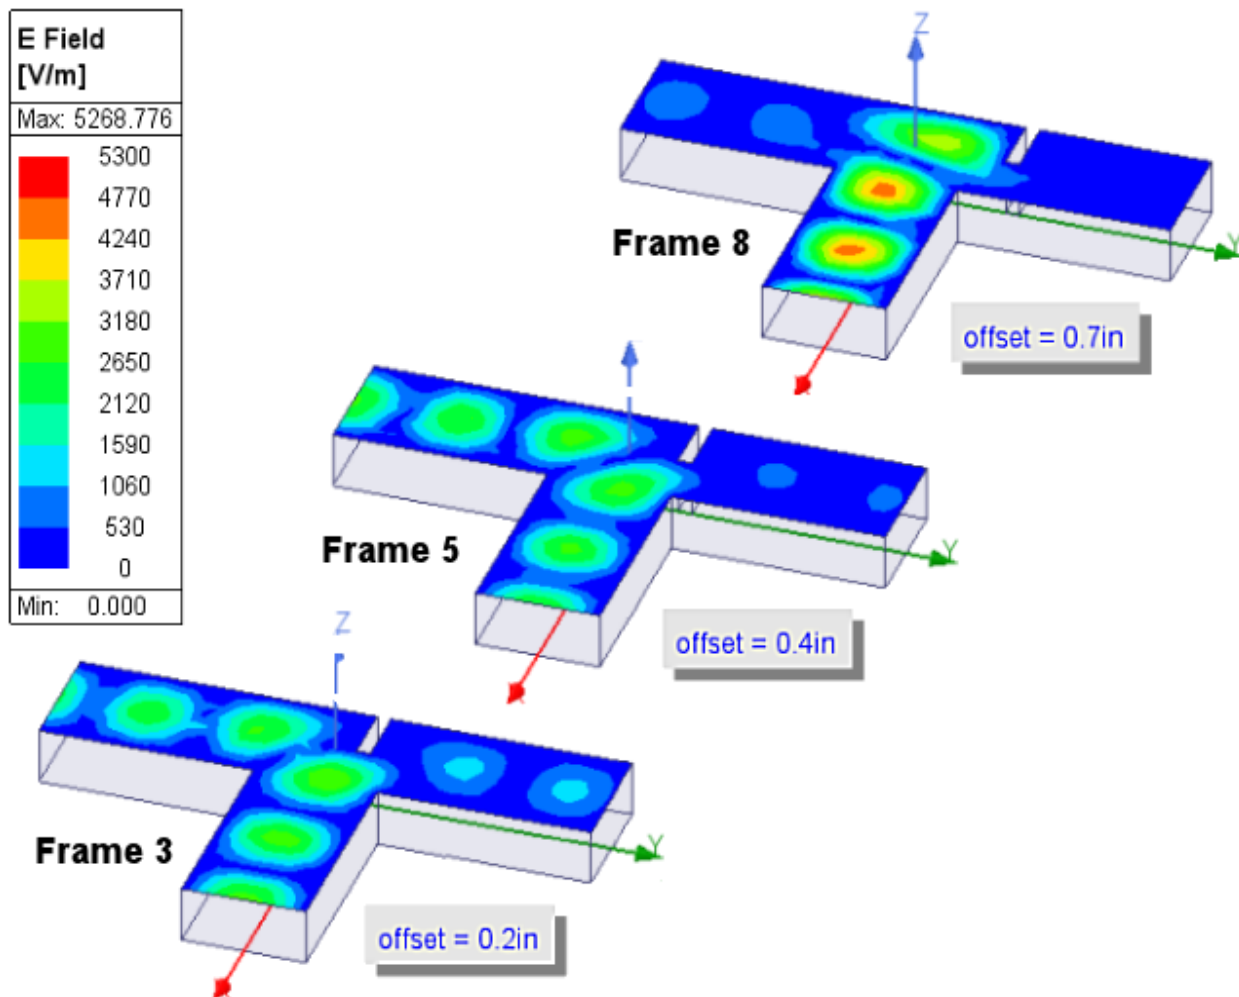 E Field
[V/m]
Max: 5268.776
5300
4770
4240
3710
3180
2650
2120
1590
1060
530
0
Min: 0.000
Z
Frame 8
Y
offset = 0.7in
Frame 5
Y
offset = 0.4in
Z
Frame 3
Y
offset = 0.2in